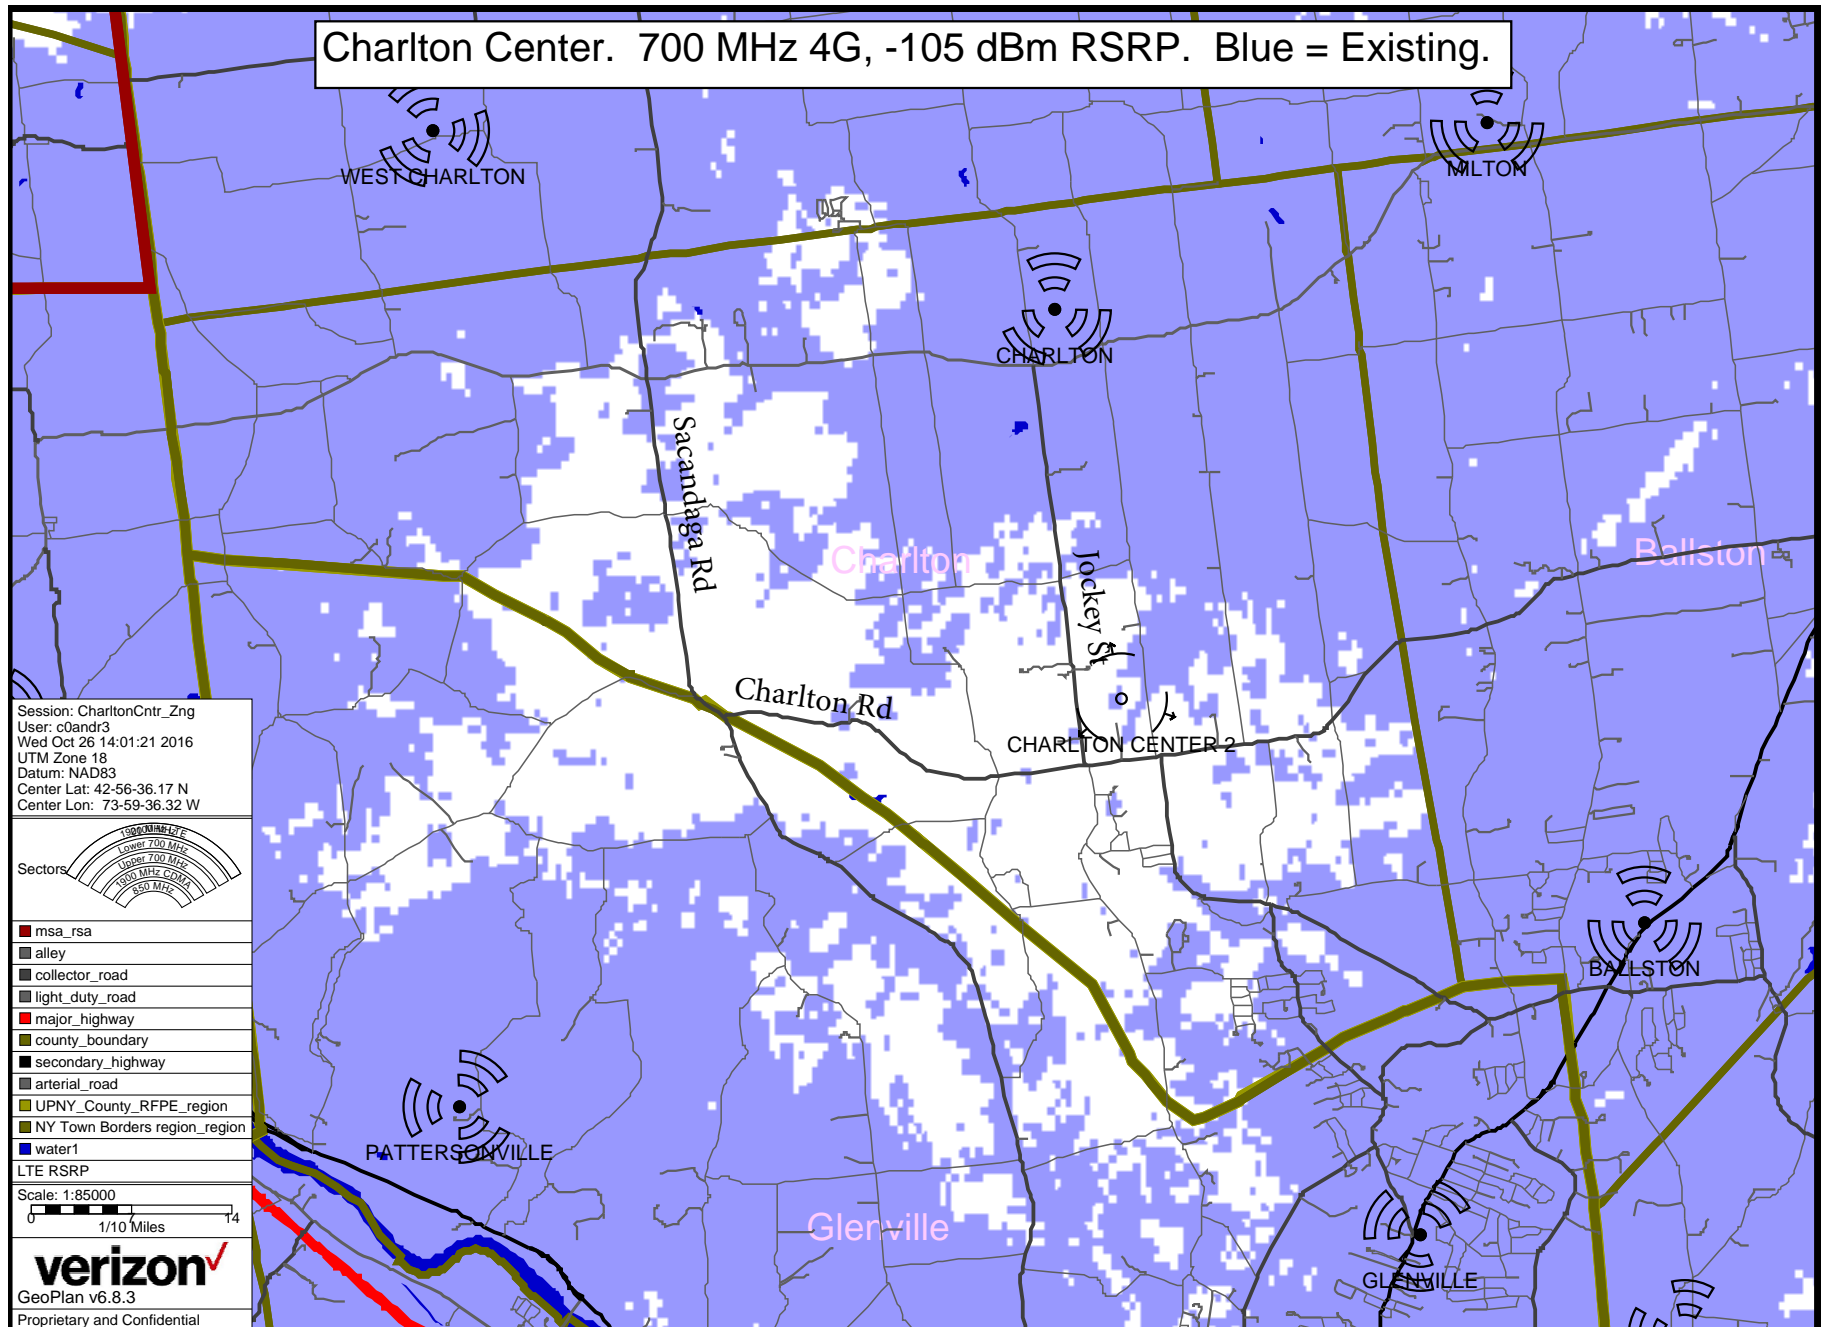 Charlton Center.  700 MHz 4G, -105 dBm RSRP.  Blue = Existing.
WEST CHARLTON
MILTON
CHARLTON
Sacandaga Rd
Charlton
Jockey St
Ballston
Charlton Rd
CHARLTON CENTER 2
BALLSTON
PATTERSONVILLE
Glenville
GLENVILLE
Session: CharltonCntr_Zng
User: c0andr3
Wed Oct 26 14:01:21 2016
UTM Zone 18
Datum: NAD83
Center Lat: 42-56-36.17 N
Center Lon:  73-59-36.32 W
Sectors
Lower 700 MHz
Upper 700 MHz
1900 MHz CDMA
850 MHz
msa_rsa
alley
collector_road
light_duty_road
major_highway
county_boundary
secondary_highway
arterial_road
UPNY_County_RFPE_region
NY Town Borders region_region
water1
LTE RSRP
Scale: 1:85000
0 7 14
1/10 Miles
verizon
GeoPlan v6.8.3
Proprietary and Confidential